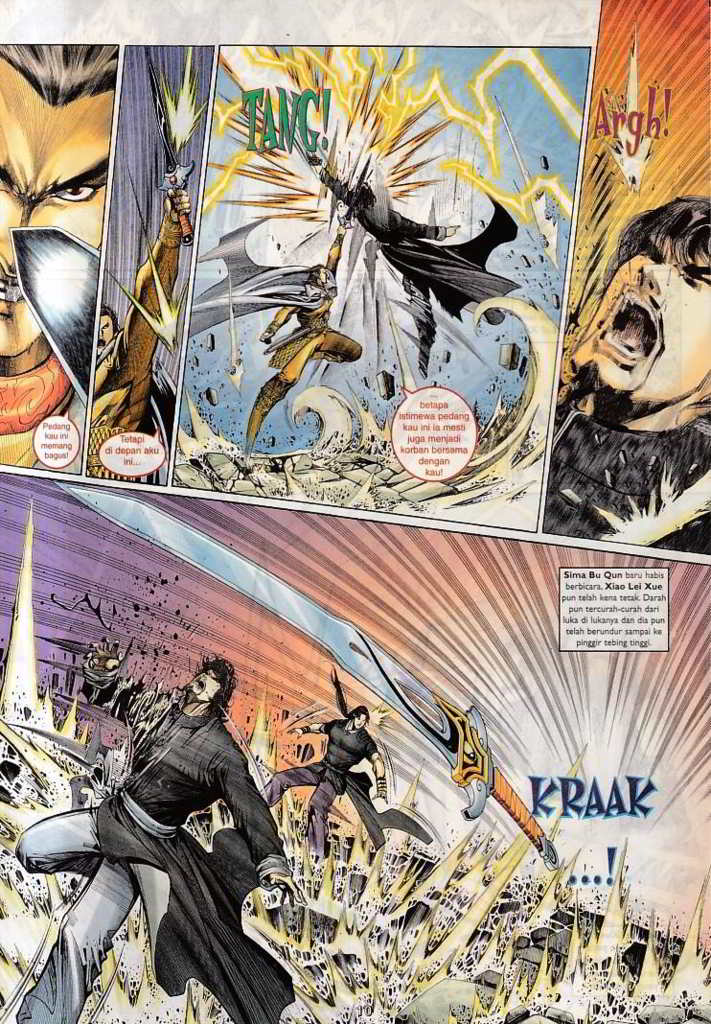 Pedang
kau ini
memang
bagus!
Tetapi
di depan aku
ini...
TANG!
...
betapa
istimewa pedang
kau ini ia mesti
juga menjadi
korban bersama
dengan
kau!
Argh!
Sima Bu Qun baru habis
berbicara, Xiao Lei Xue
pun telah kena tetak. Darah
pun tercurah-curah dari
luka di lukanya dan dia pun
telah berundur sampai ke
pinggir tebing tinggi.
KRAAK
...!
10